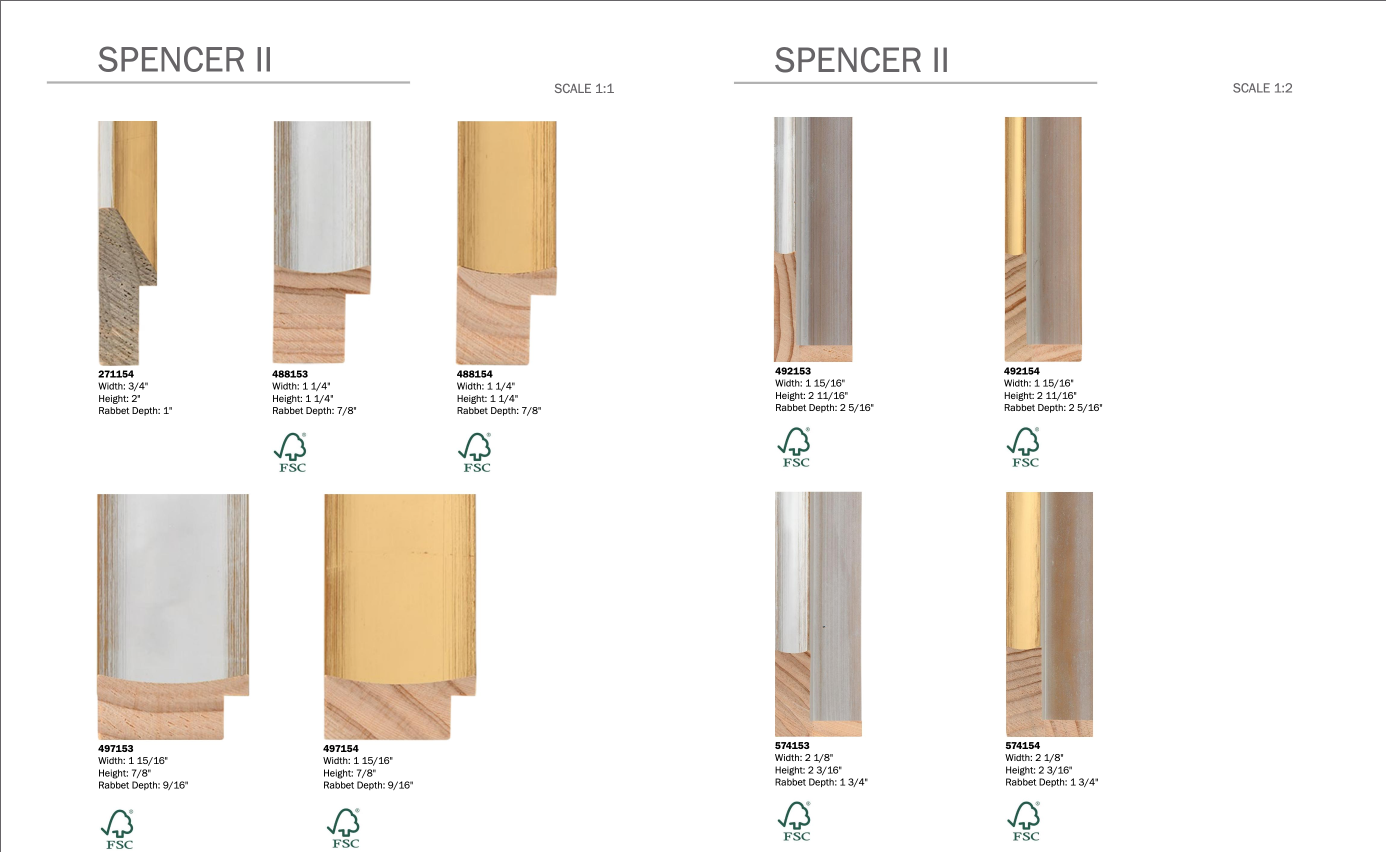 SPENCER II
SCALE 1:1
271154
Width: 3/4"
Height: 2"
Rabbet Depth: 1"
488153
Width: 1 1/4"
Height: 1 1/4"
Rabbet Depth: 7/8"
FSC
®
488154
Width: 1 1/4"
Height: 1 1/4"
Rabbet Depth: 7/8"
FSC
®
497153
Width: 1 15/16"
Height: 7/8"
Rabbet Depth: 9/16"
FSC
®
497154
Width: 1 15/16"
Height: 7/8"
Rabbet Depth: 9/16"
FSC
®
SPENCER II
SCALE 1:2
492153
Width: 1 15/16"
Height: 2 11/16"
Rabbet Depth: 2 5/16"
FSC
®
492154
Width: 1 15/16"
Height: 2 11/16"
Rabbet Depth: 2 5/16"
FSC
®
574153
Width: 2 1/8"
Height: 2 3/16"
Rabbet Depth: 1 3/4"
FSC
®
574154
Width: 2 1/8"
Height: 2 3/16"
Rabbet Depth: 1 3/4"
FSC
®